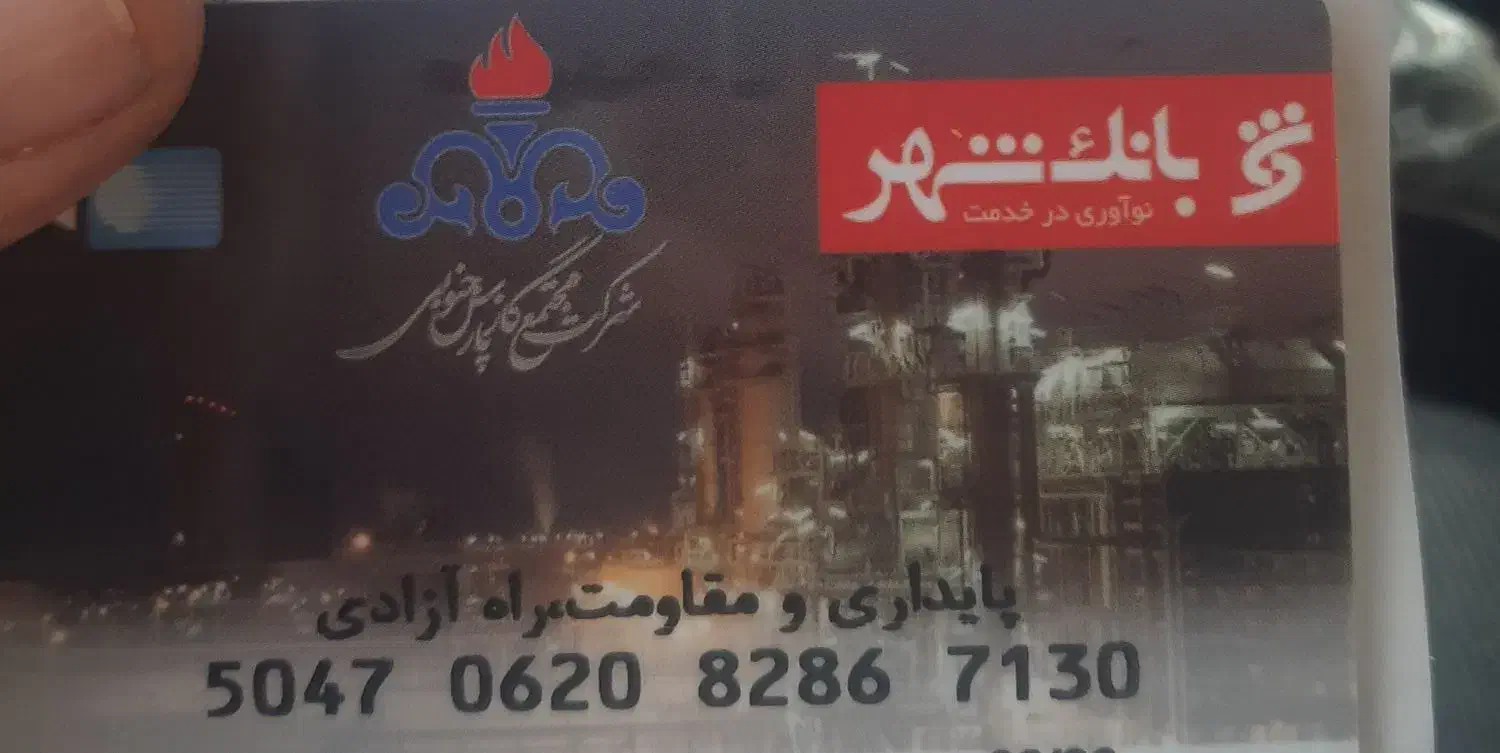 بانک شهر
نوآوری در خدمت
شرکت مجتمع گاز پارس جنوبی
پایداری و مقاومت،راه آزادی
5047 0620 8286 7130